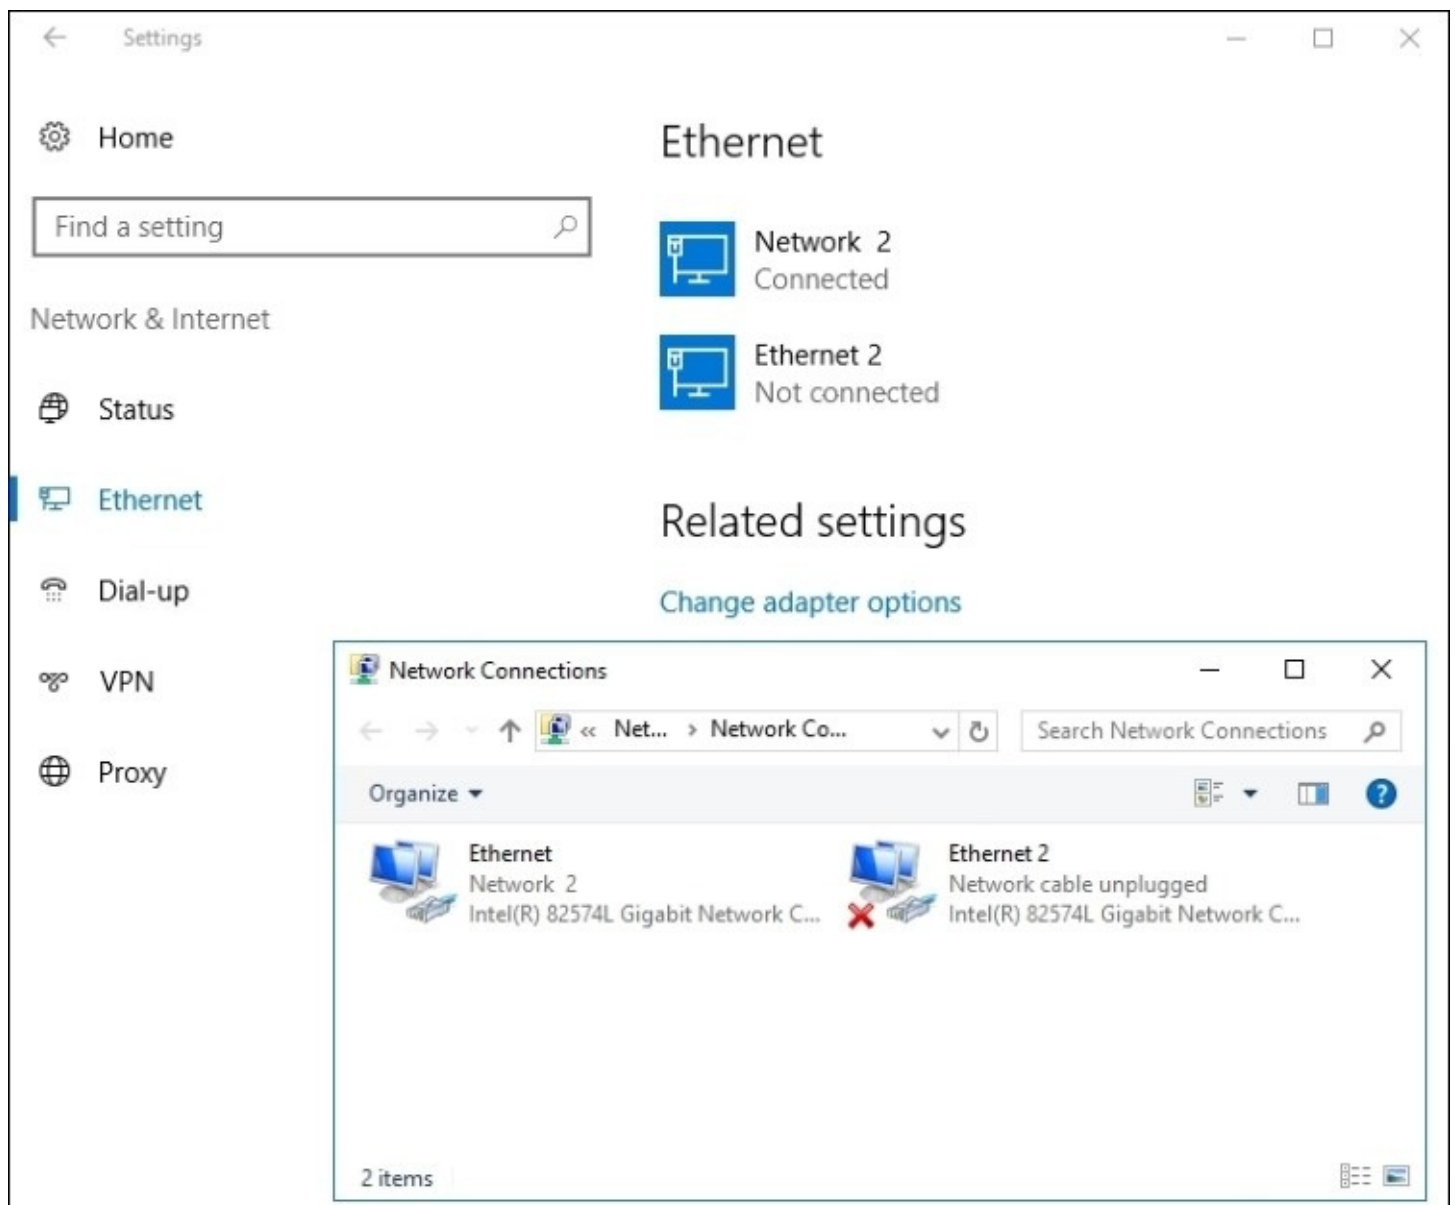 Settings
Home
Find a setting
Network & Internet
Status
Ethernet
Dial-up
VPN
Proxy
Ethernet
Network 2
Connected
Ethernet 2
Not connected
Related settings
Change adapter options
Network Connections
« Net... › Network Co...
Search Network Connections
Organize
Ethernet
Network 2
Intel(R) 82574L Gigabit Network C...
Ethernet 2
Network cable unplugged
Intel(R) 82574L Gigabit Network C...
2 items